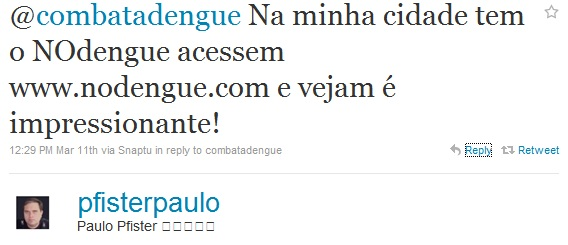 @combatadengue Na minha cidade tem
o NOdengue acessem
www.nodengue.com e vejam é
impressionante!
12:29 PM Mar 11th via Snaptu in reply to combatadengue Reply Retweet
pfisterpaulo
Paulo Pfister □□□□□